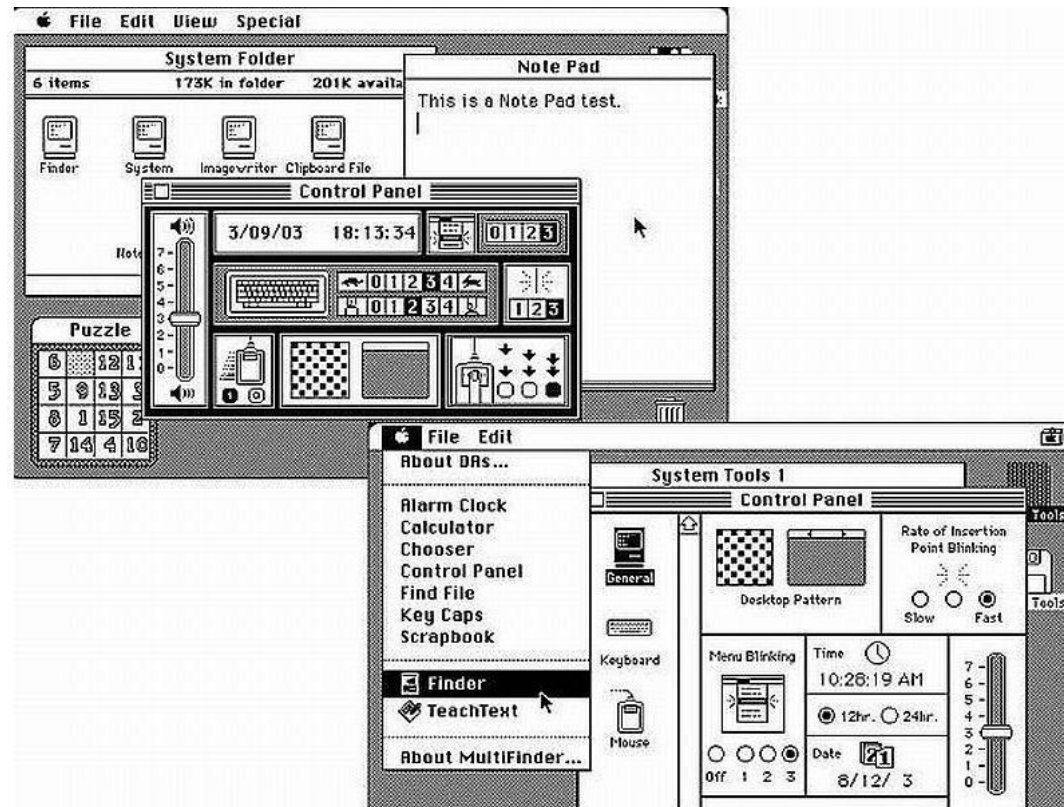 File Edit View Special
System Folder
6 items 173K in folder 201K availa
Finder System Imagewriter Clipboard File
Note Pad
This is a Note Pad test.
Control Panel
3/09/03 18:13:34
0 1 2 3
7
6
5
4
3
2
1
0
0 1 2 3 4
0 1 2 3 4
1 2 3
1 0
Note
Puzzle
6 12 1
5 9 13 3
8 1 15 2
7 14 4 10
File Edit
About DAs...
Alarm Clock
Calculator
Chooser
Control Panel
Find File
Key Caps
Scrapbook
Finder
TeachText
About MultiFinder...
System Tools 1
Control Panel
General
Keyboard
Mouse
Desktop Pattern
Rate of Insertion
Point Blinking
Slow Fast
Menu Blinking
Off 1 2 3
Time
10:28:19 AM
12hr. 24hr.
Date
21
8/12/ 3
7
6
5
4
3
2
1
0
Tools
Tools